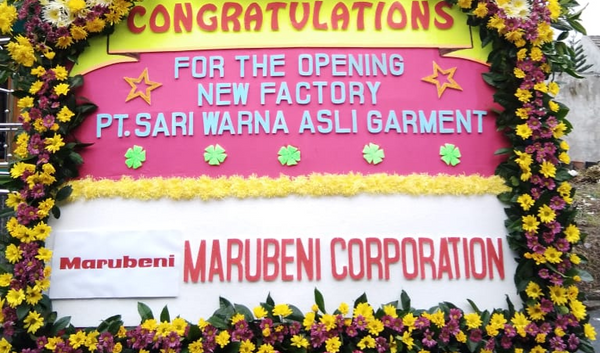 CONGRATULATIONS
FOR THE OPENING
NEW FACTORY
PT. SARI WARNA ASLI GARMENT
Marubeni
MARUBENI CORPORATION